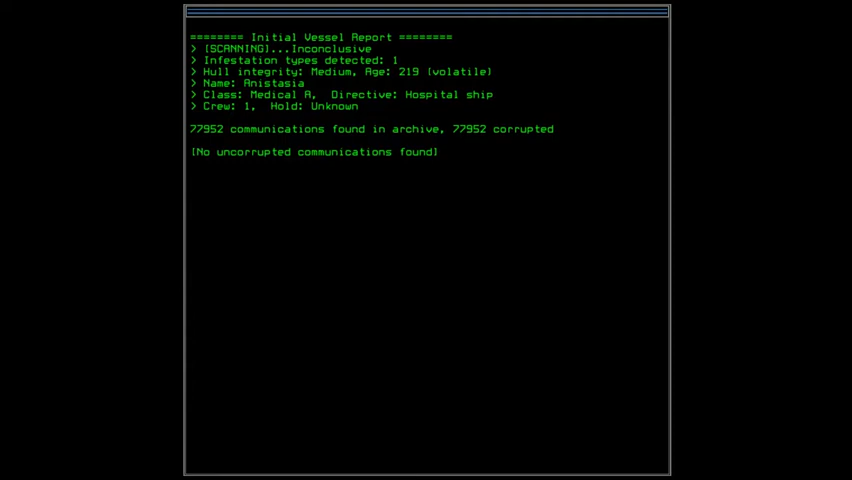 ======== Initial Vessel Report ========
> [SCANNING]...Inconclusive
> Infestation types detected: 1
> Hull integrity: Medium, Age: 219 (volatile)
> Name: Anistasia
> Class: Medical A,  Directive: Hospital ship
> Crew: 1,  Hold: Unknown
77952 communications found in archive, 77952 corrupted
[No uncorrupted communications found]